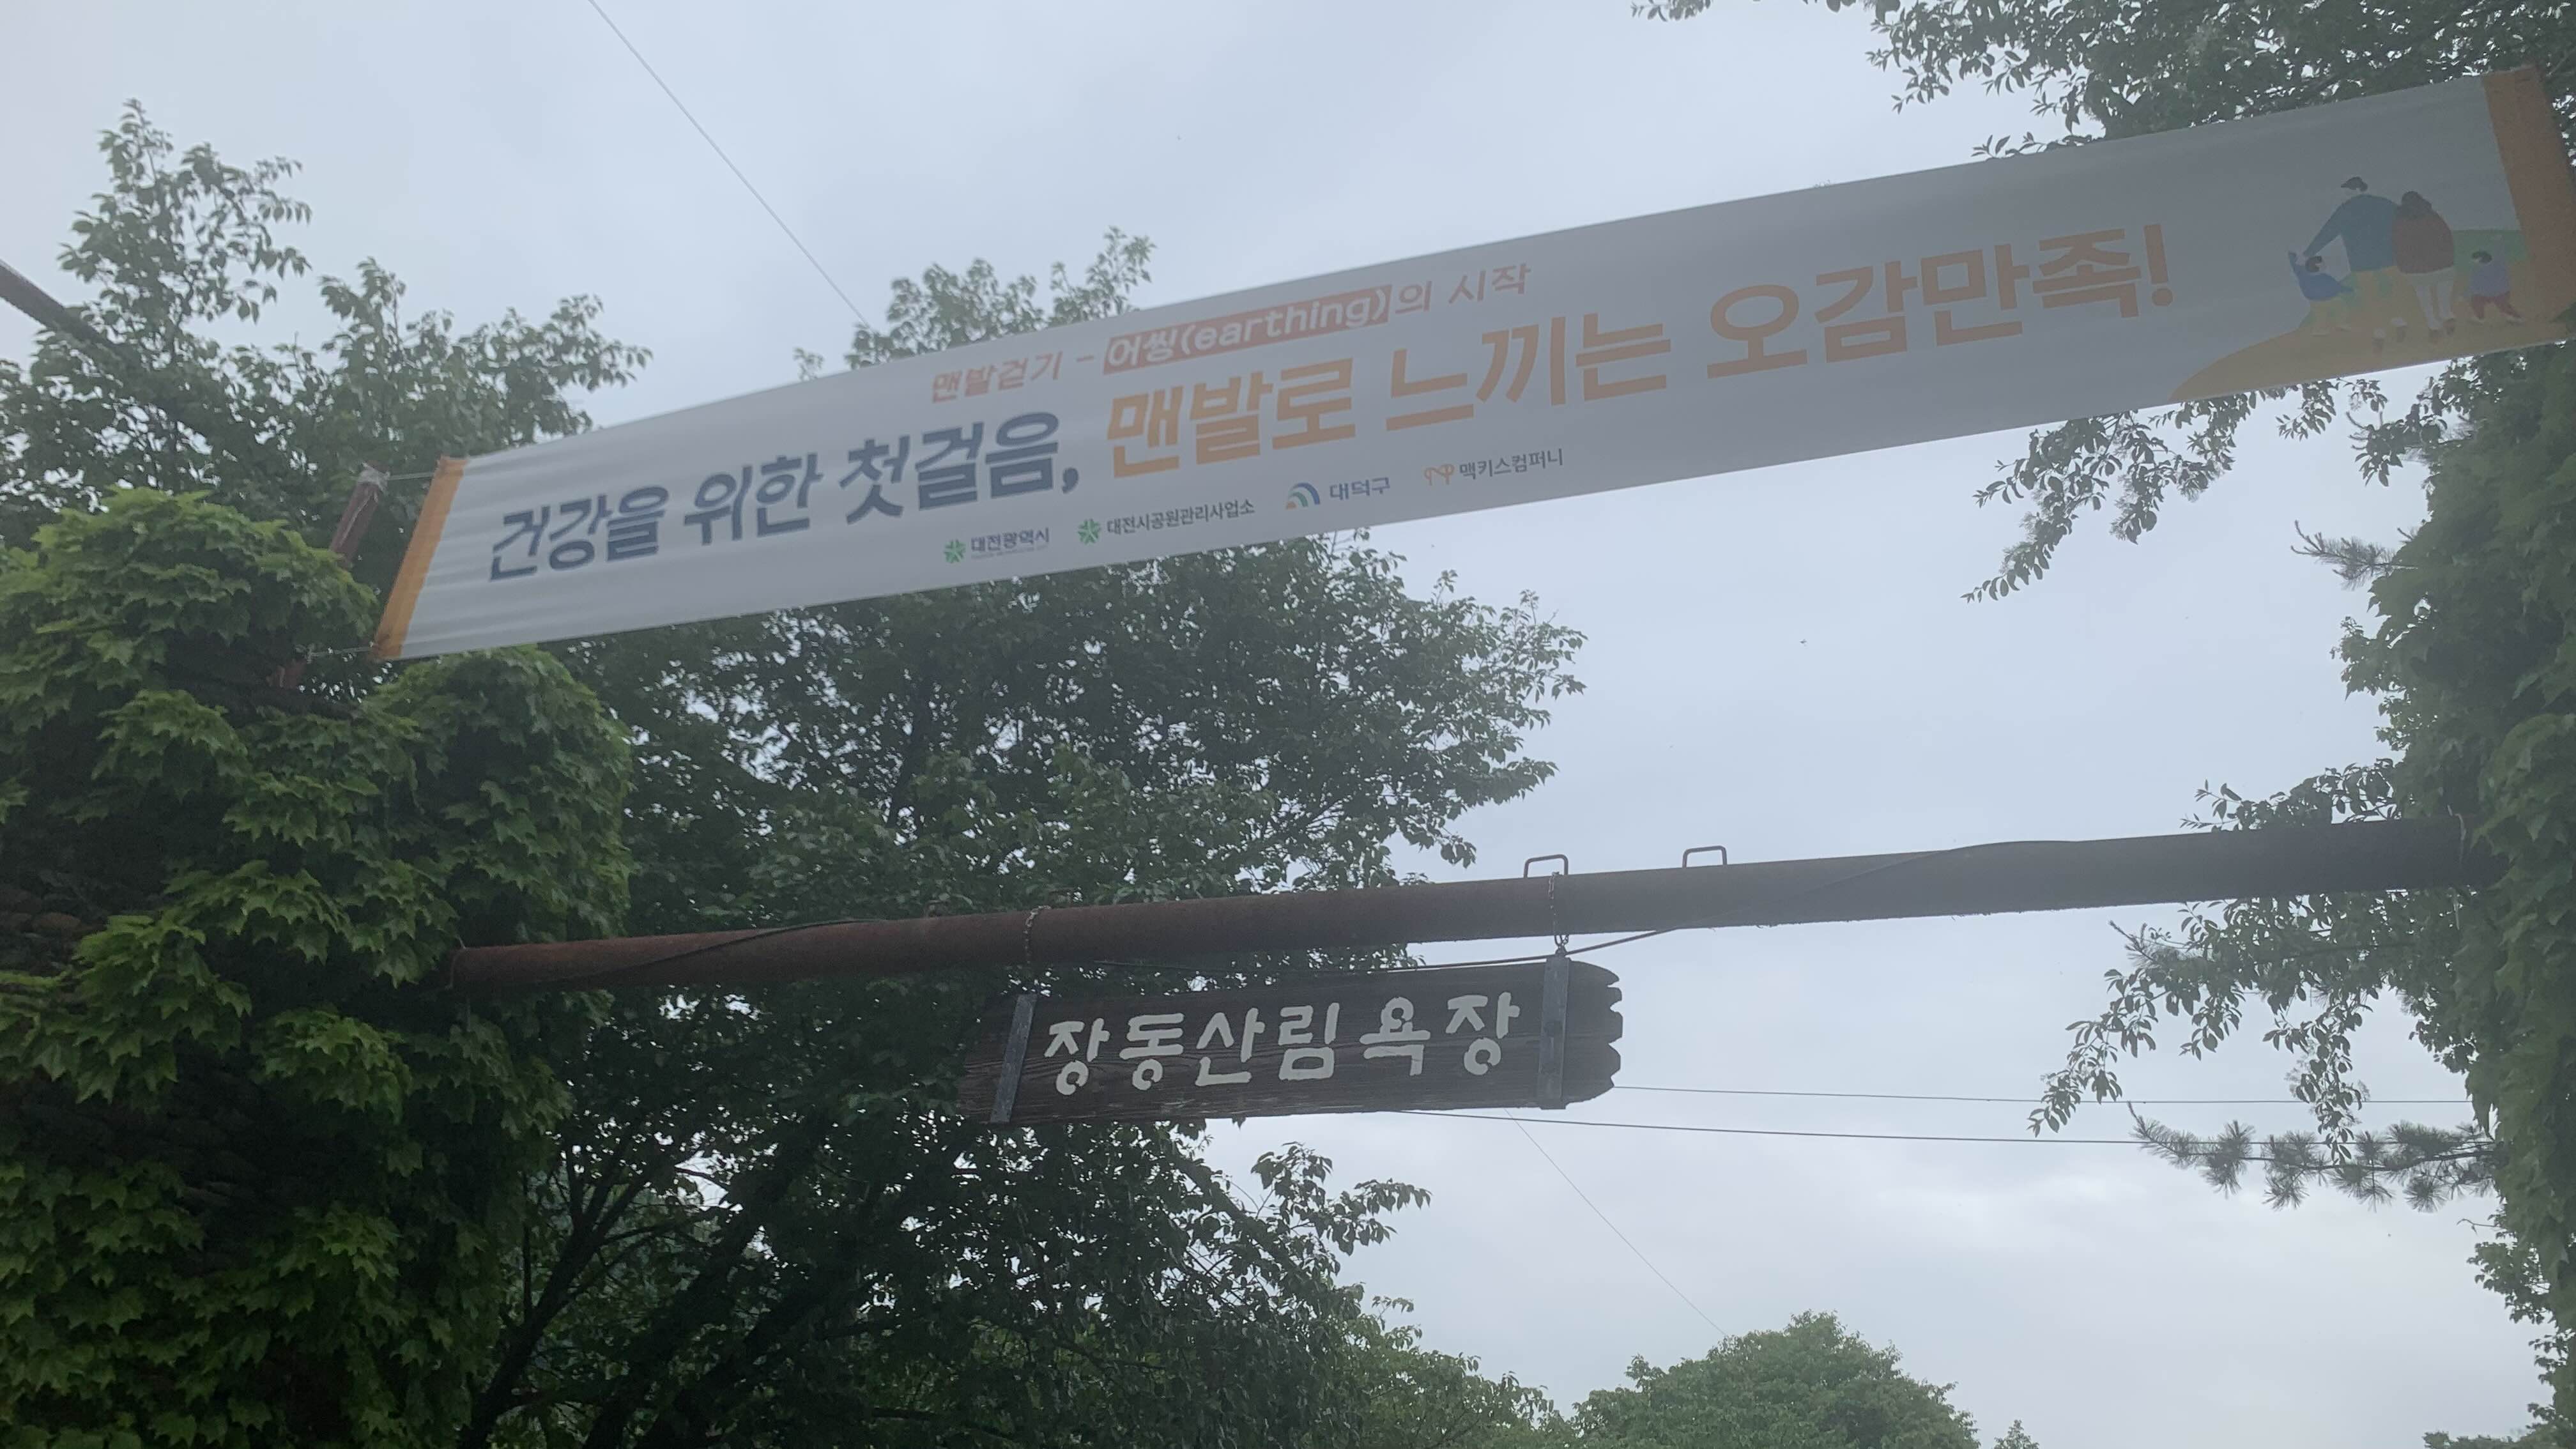 맨발걷기 - 어씽(earthing)의 시작
건강을 위한 첫걸음, 맨발로 느끼는 오감만족!
대전광역시 대전시공원관리사업소 대덕구 맥키스컴퍼니
장동산림욕장